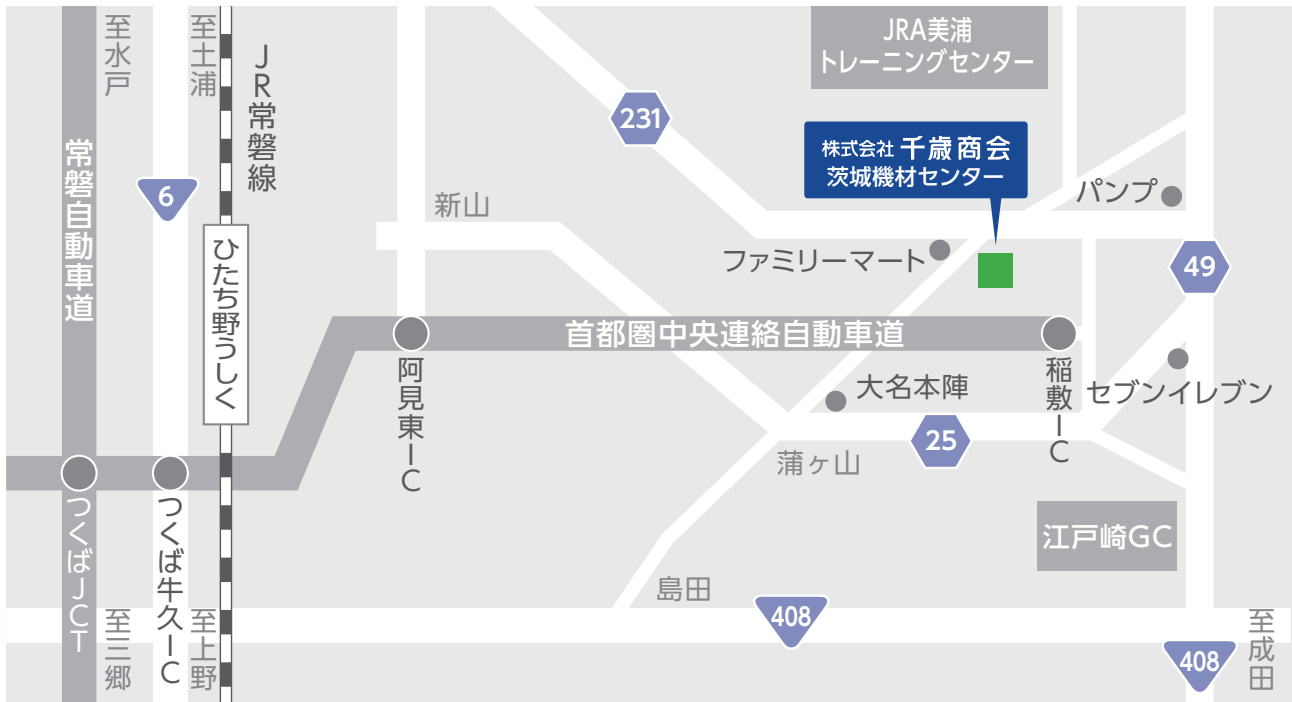 至水戸
至土浦
JR常磐線
JRA美浦
トレーニングセンター
231
株式会社 千歳商会
茨城機材センター
常磐自動車道
6
新山
パンプ
ひたち野うしく
ファミリーマート
49
首都圏中央連絡自動車道
阿見東IC
大名本陣
稲敷IC
セブンイレブン
25
蒲ヶ山
つくばJCT
つくば牛久IC
江戸崎GC
島田
408
至三郷
至上野
408
至成田